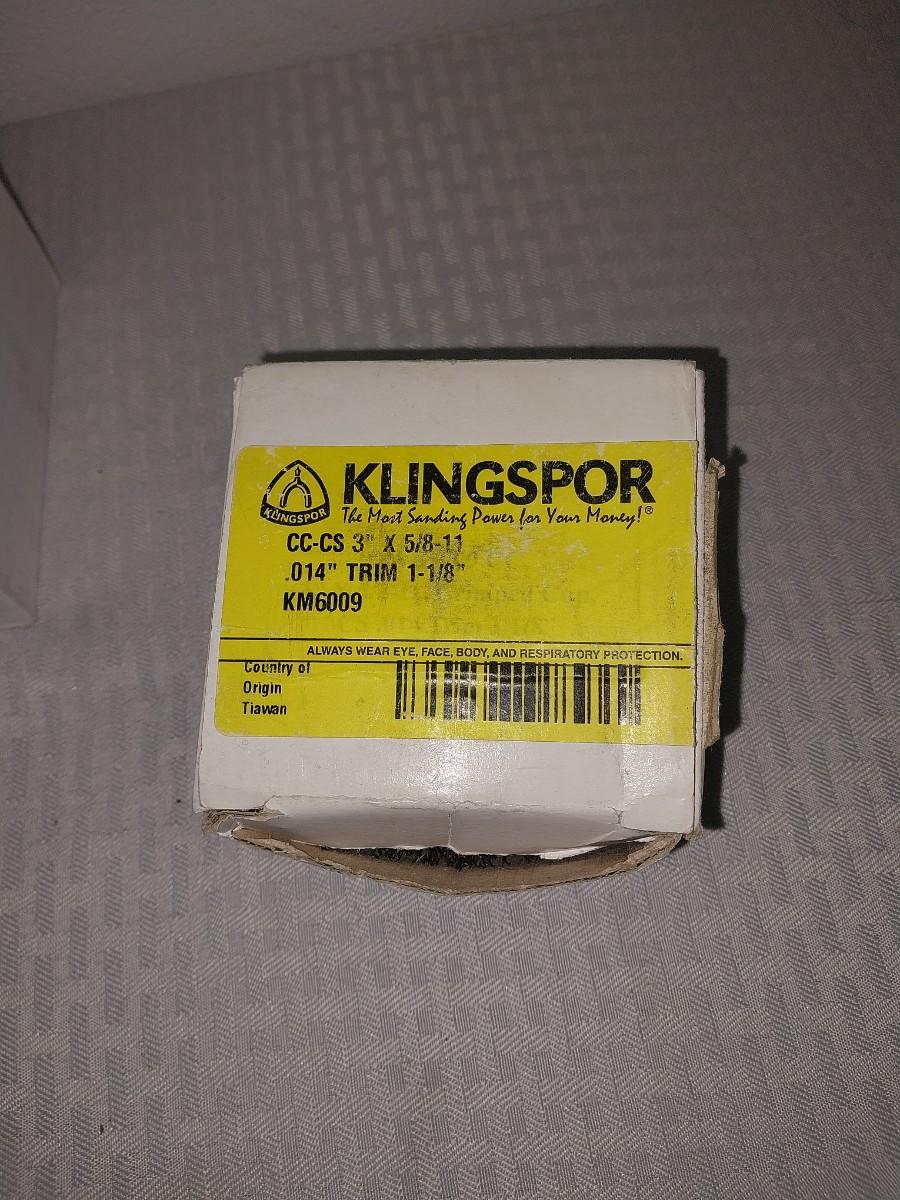 KLINGSPOR
KLINGSPOR
The Most Sanding Power for Your Money!®
CC-CS 3" X 5/8-11
.014" TRIM 1-1/8"
KM6009
ALWAYS WEAR EYE, FACE, BODY, AND RESPIRATORY PROTECTION.
Country of
Origin
Tiawan